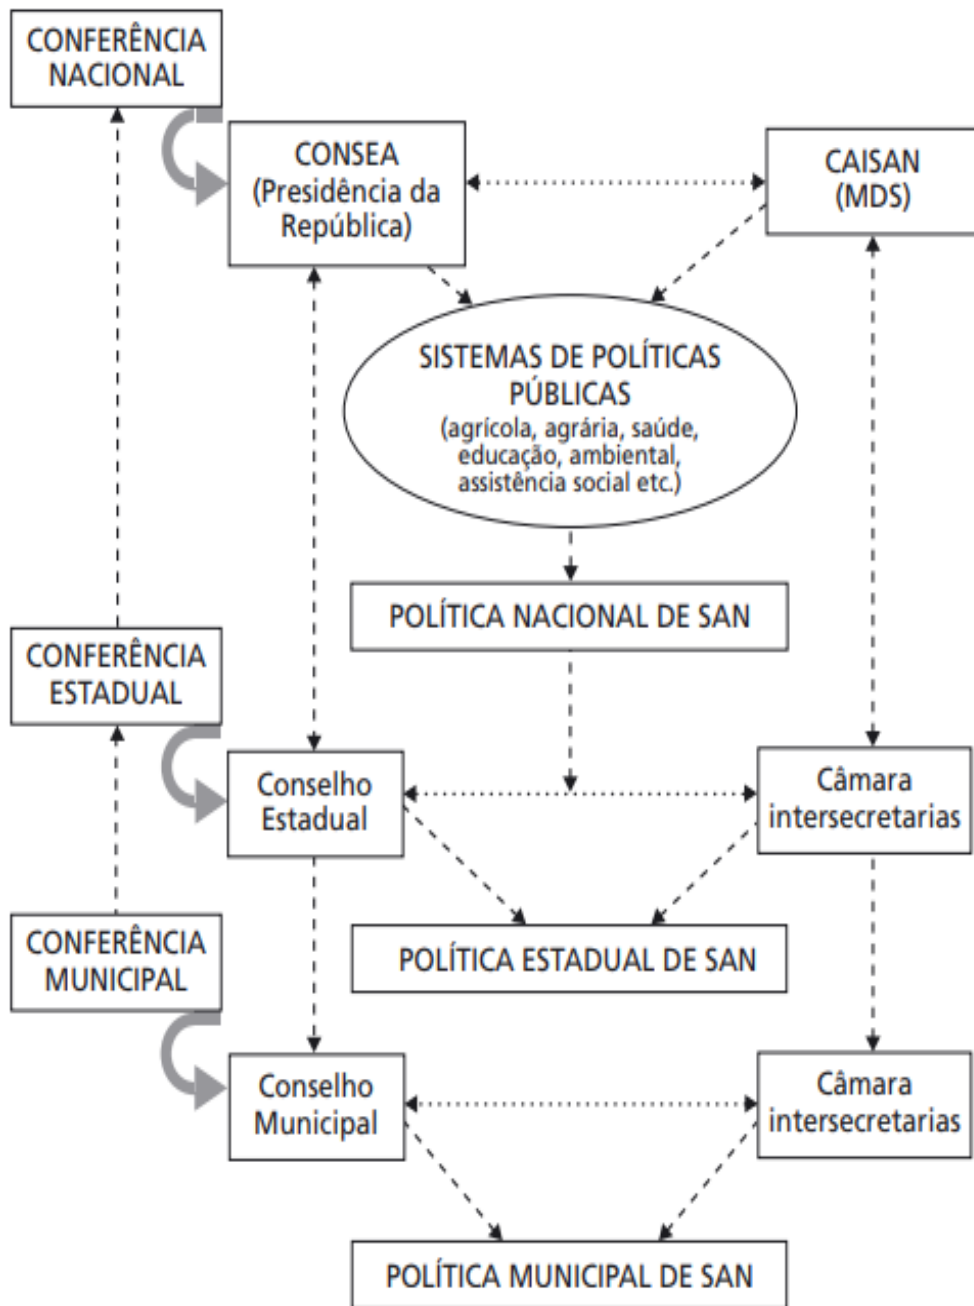 CONFERÊNCIA
NACIONAL
CONSEA
(Presidência da
República)
CAISAN
(MDS)
SISTEMAS DE POLÍTICAS
PÚBLICAS
(agrícola, agrária, saúde,
educação, ambiental,
assistência social etc.)
POLÍTICA NACIONAL DE SAN
CONFERÊNCIA
ESTADUAL
Conselho
Estadual
Câmara
intersecretarias
POLÍTICA ESTADUAL DE SAN
CONFERÊNCIA
MUNICIPAL
Conselho
Municipal
Câmara
intersecretarias
POLÍTICA MUNICIPAL DE SAN